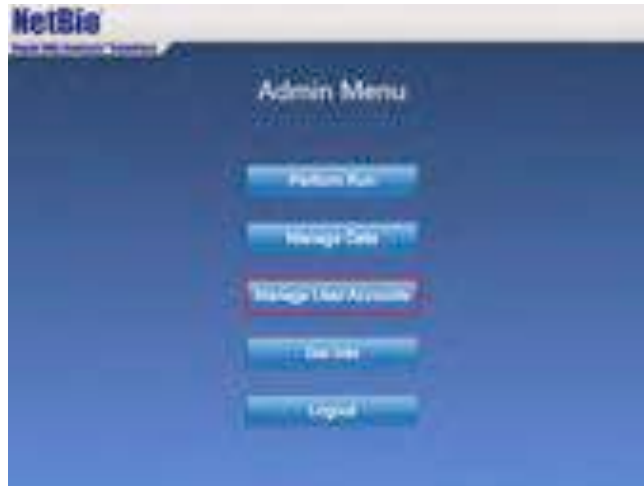 NetBio
Admin Menu
Perform Run
Manage Data
Manage User Accounts
Logout